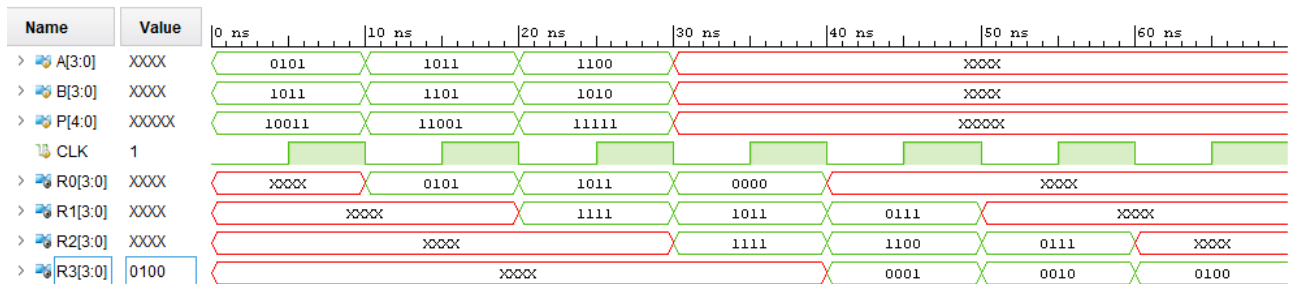 Name Value 0 ns 10 ns 20 ns 30 ns 40 ns 50 ns 60 ns
> A[3:0] XXXX 0101 1011 1100 XXXX
> B[3:0] XXXX 1011 1101 1010 XXXX
> P[4:0] XXXXX 10011 11001 11111 XXXXX
CLK 1
> R0[3:0] XXXX XXXX 0101 1011 0000 XXXX
> R1[3:0] XXXX XXXX 1111 1011 0111 XXXX
> R2[3:0] XXXX XXXX 1111 1100 0111 XXXX
> R3[3:0] 0100 XXXX 0001 0010 0100